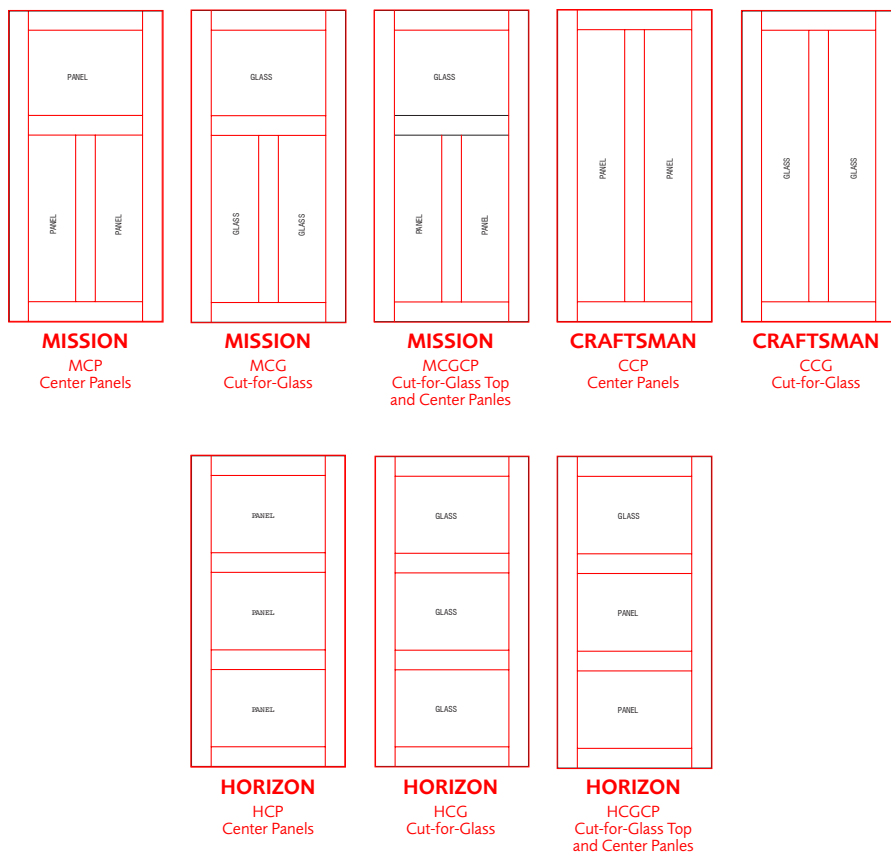 PANEL
PANEL
PANEL
MISSION
MCP
Center Panels
GLASS
GLASS
GLASS
MISSION
MCG
Cut-for-Glass
GLASS
PANEL
PANEL
MISSION
MCGCP
Cut-for-Glass Top
and Center Panles
PANEL
PANEL
CRAFTSMAN
CCP
Center Panels
GLASS
GLASS
CRAFTSMAN
CCG
Cut-for-Glass
PANEL
PANEL
PANEL
HORIZON
HCP
Center Panels
GLASS
GLASS
GLASS
HORIZON
HCG
Cut-for-Glass
GLASS
PANEL
PANEL
HORIZON
HCGCP
Cut-for-Glass Top
and Center Panles